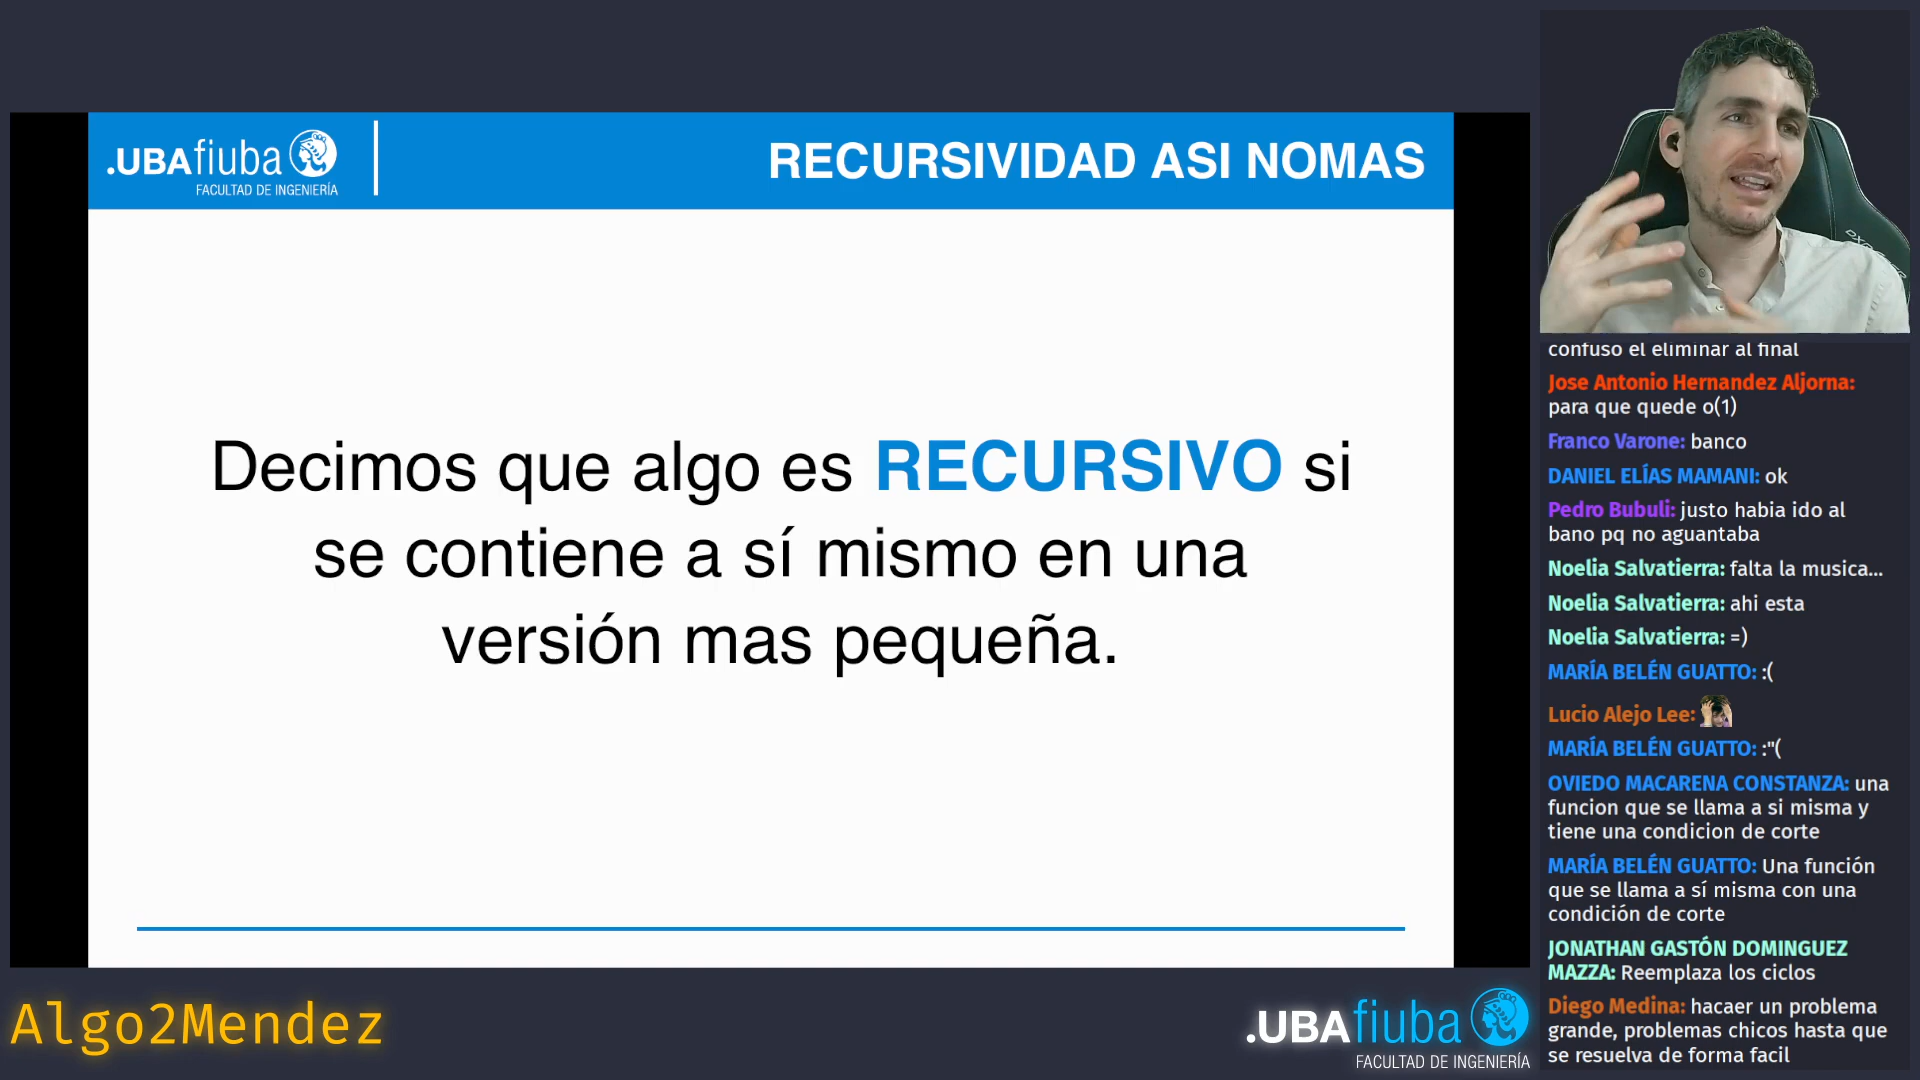 .UBAfiuba
FACULTAD DE INGENIERÍA
RECURSIVIDAD ASI NOMAS
Decimos que algo es RECURSIVO si
se contiene a sí mismo en una
versión mas pequeña.
confuso el eliminar al final
Jose Antonio Hernandez Aljorna:
para que quede o(1)
Franco Varone: banco
DANIEL ELÍAS MAMANI: ok
Pedro Bubuli: justo habia ido al
bano pq no aguantaba
Noelia Salvatierra: falta la musica...
Noelia Salvatierra: ahi esta
Noelia Salvatierra: =)
MARÍA BELÉN GUATTO: :(
Lucio Alejo Lee:
MARÍA BELÉN GUATTO: :"(
OVIEDO MACARENA CONSTANZA: una
funcion que se llama a si misma y
tiene una condicion de corte
MARÍA BELÉN GUATTO: Una función
que se llama a sí misma con una
condición de corte
JONATHAN GASTÓN DOMINGUEZ
MAZZA: Reemplaza los ciclos
Diego Medina: hacaer un problema
grande, problemas chicos hasta que
se resuelva de forma facil
Algo2Mendez
.UBAfiuba
FACULTAD DE INGENIERÍA